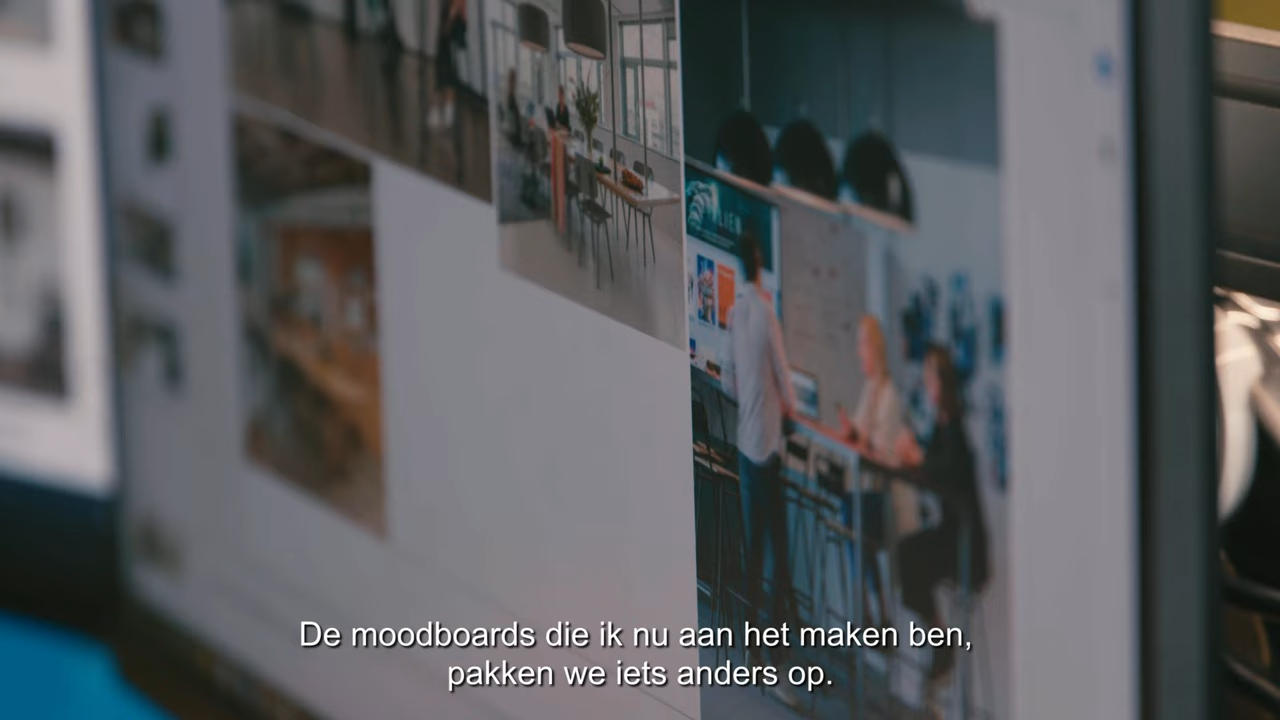 De moodboards die ik nu aan het maken ben,
pakken we iets anders op.